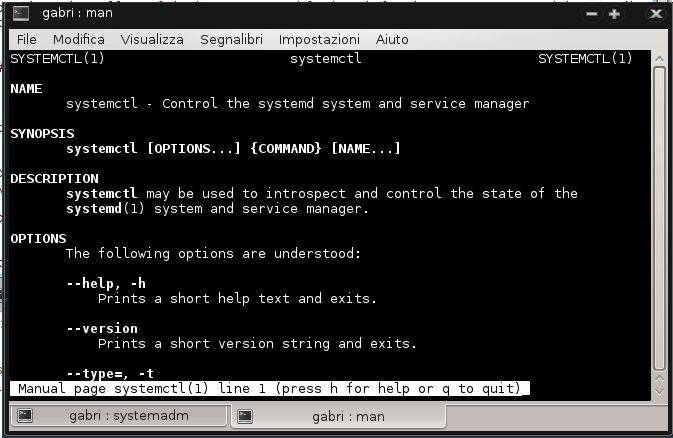 gabri : man
File Modifica Visualizza Segnalibri Impostazioni Aiuto
SYSTEMCTL(1) systemctl SYSTEMCTL(1)
NAME
systemctl - Control the systemd system and service manager
SYNOPSIS
systemctl [OPTIONS...] {COMMAND} [NAME...]
DESCRIPTION
systemctl may be used to introspect and control the state of the
systemd(1) system and service manager.
OPTIONS
The following options are understood:
--help, -h
Prints a short help text and exits.
--version
Prints a short version string and exits.
--type=, -t
Manual page systemctl(1) line 1 (press h for help or q to quit)
gabri : systemadm
gabri : man